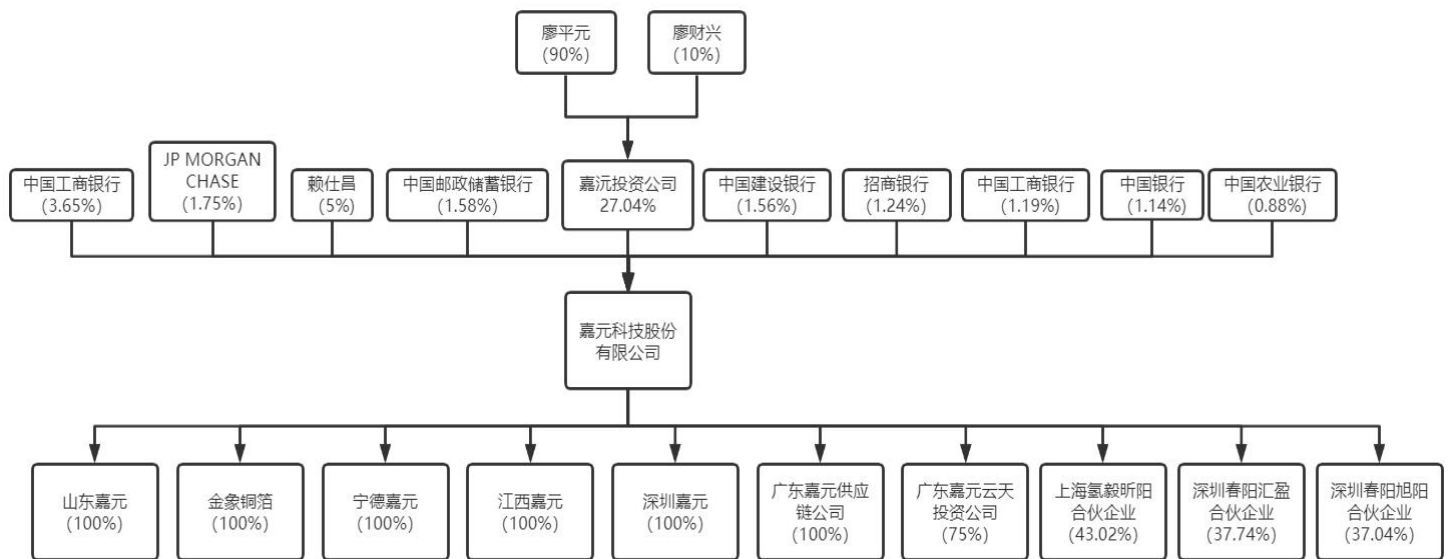 廖平元
(90%)
廖财兴
(10%)
中国工商银行
(3.65%)
JP MORGAN
CHASE
(1.75%)
赖仕昌
(5%)
中国邮政储蓄银行
(1.58%)
嘉沅投资公司
27.04%
中国建设银行
(1.56%)
招商银行
(1.24%)
中国工商银行
(1.19%)
中国银行
(1.14%)
中国农业银行
(0.88%)
嘉元科技股份
有限公司
山东嘉元
(100%)
金象铜箔
(100%)
宁德嘉元
(100%)
江西嘉元
(100%)
深圳嘉元
(100%)
广东嘉元供应
链公司
(100%)
广东嘉元云天
投资公司
(75%)
上海氢毅昕阳
合伙企业
(43.02%)
深圳春阳汇盈
合伙企业
(37.74%)
深圳春阳旭阳
合伙企业
(37.04%)